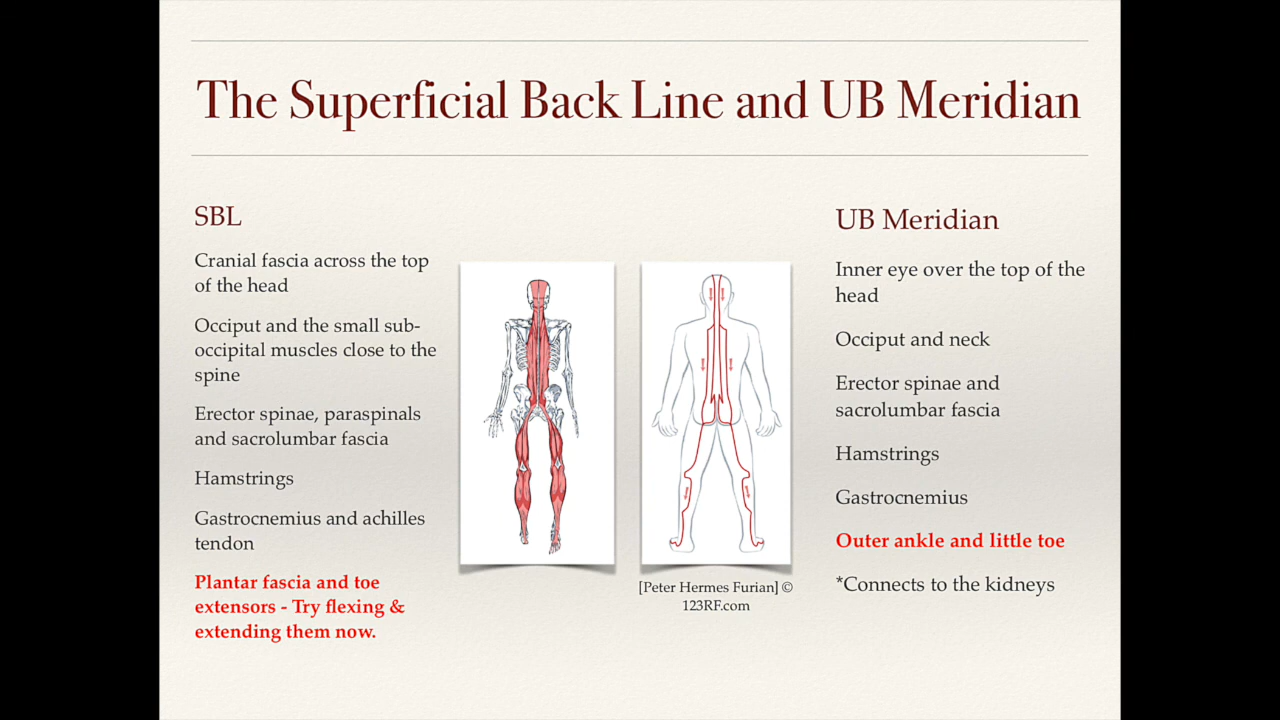 The Superficial Back Line and UB Meridian
SBL
Cranial fascia across the top
of the head
Occiput and the small sub-
occipital muscles close to the
spine
Erector spinae, paraspinals
and sacrolumbar fascia
Hamstrings
Gastrocnemius and achilles
tendon
Plantar fascia and toe
extensors - Try flexing &
extending them now.
[Peter Hermes Furian] ©
123RF.com
UB Meridian
Inner eye over the top of the
head
Occiput and neck
Erector spinae and
sacrolumbar fascia
Hamstrings
Gastrocnemius
Outer ankle and little toe
*Connects to the kidneys